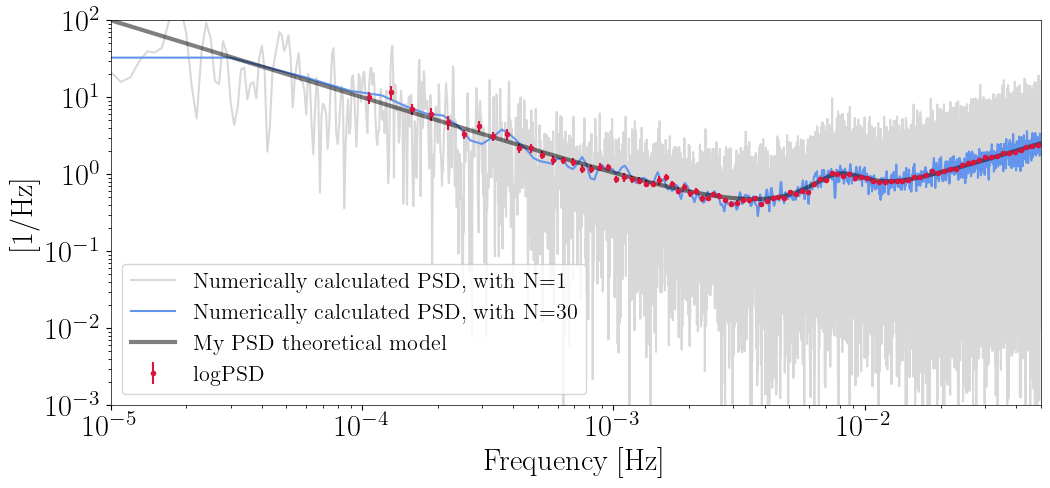 10²
10¹
10⁰
10⁻¹
10⁻²
10⁻³
[1/Hz]
Numerically calculated PSD, with N=1
Numerically calculated PSD, with N=30
My PSD theoretical model
logPSD
10⁻⁵ 10⁻⁴ 10⁻³ 10⁻²
Frequency [Hz]